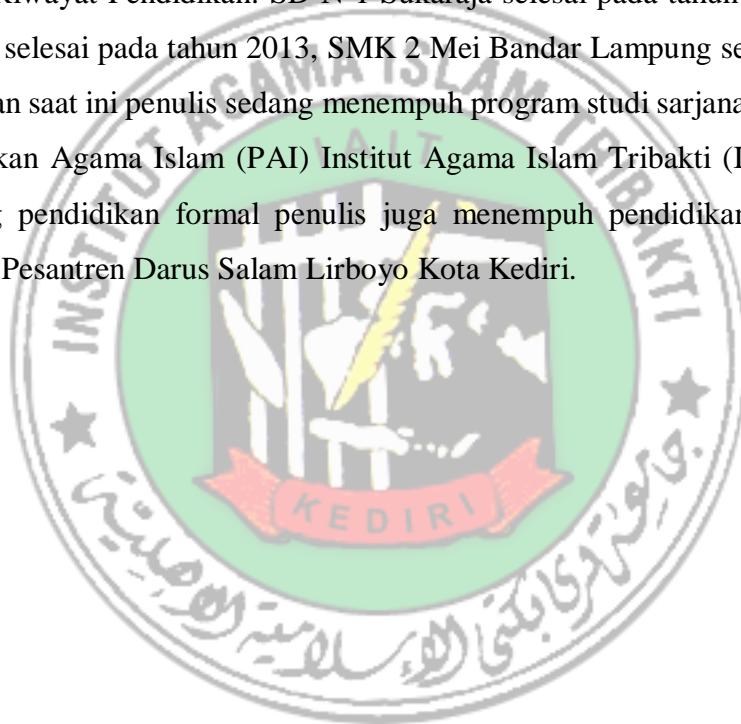 Riwayat Pendidikan: SD N 1 Sukaraja selesai pada tahun
selesai pada tahun 2013, SMK 2 Mei Bandar Lampung se
an saat ini penulis sedang menempuh program studi sarjana
kan Agama Islam (PAI) Institut Agama Islam Tribakti (I
g pendidikan formal penulis juga menempuh pendidikan
Pesantren Darus Salam Lirboyo Kota Kediri.
INSTITUT AGAMA ISLAM TRIBAKTI
IAIT
KEDIRI